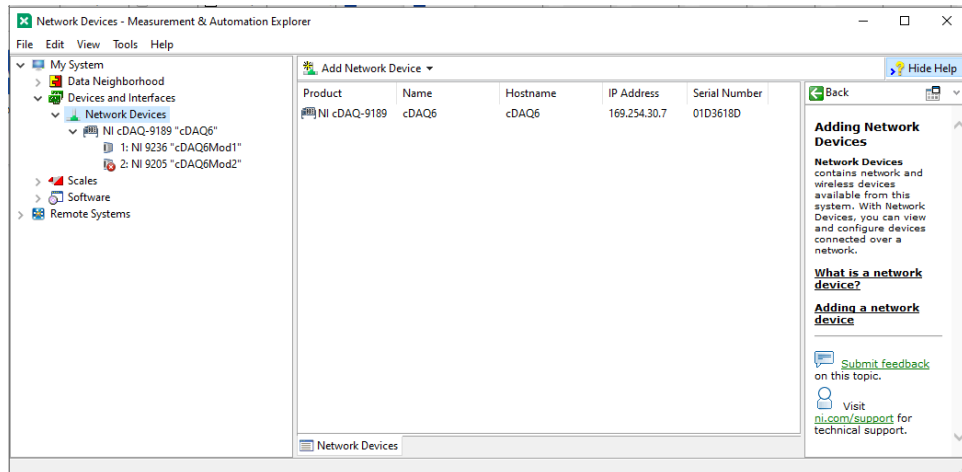 Network Devices - Measurement & Automation Explorer
File Edit View Tools Help
My System
Data Neighborhood
Devices and Interfaces
Network Devices
NI cDAQ-9189 "cDAQ6"
1: NI 9236 "cDAQ6Mod1"
2: NI 9205 "cDAQ6Mod2"
Scales
Software
Remote Systems
Add Network Device
Hide Help
Product Name Hostname IP Address Serial Number
NI cDAQ-9189 cDAQ6 cDAQ6 169.254.30.7 01D3618D
Network Devices
Back
Adding Network
Devices
Network Devices
contains network and
wireless devices
available from this
system. With Network
Devices, you can view
and configure devices
connected over a
network.
What is a network
device?
Adding a network
device
Submit feedback
on this topic.
Visit
ni.com/support for
technical support.